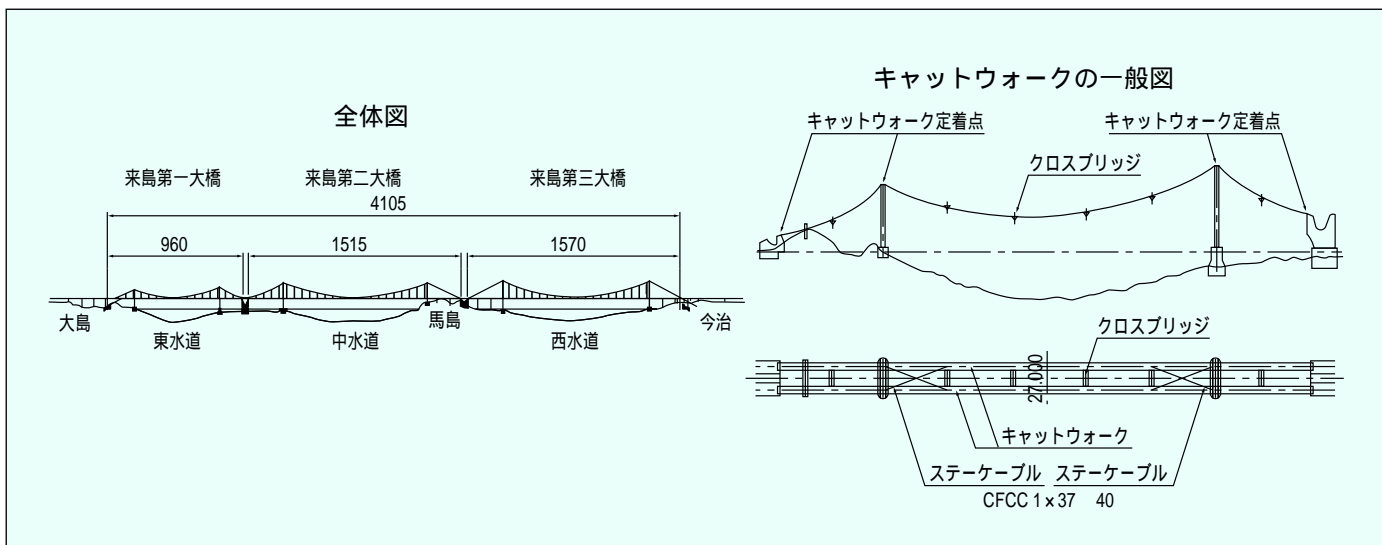 全体図
来島第一大橋 来島第二大橋 来島第三大橋
4105
960 1515 1570
大島 東水道 中水道 馬島 西水道 今治
キャットウォークの一般図
キャットウォーク定着点 キャットウォーク定着点
クロスブリッジ
クロスブリッジ
27.000
キャットウォーク
ステーケーブル ステーケーブル
CFCC 1×37 40